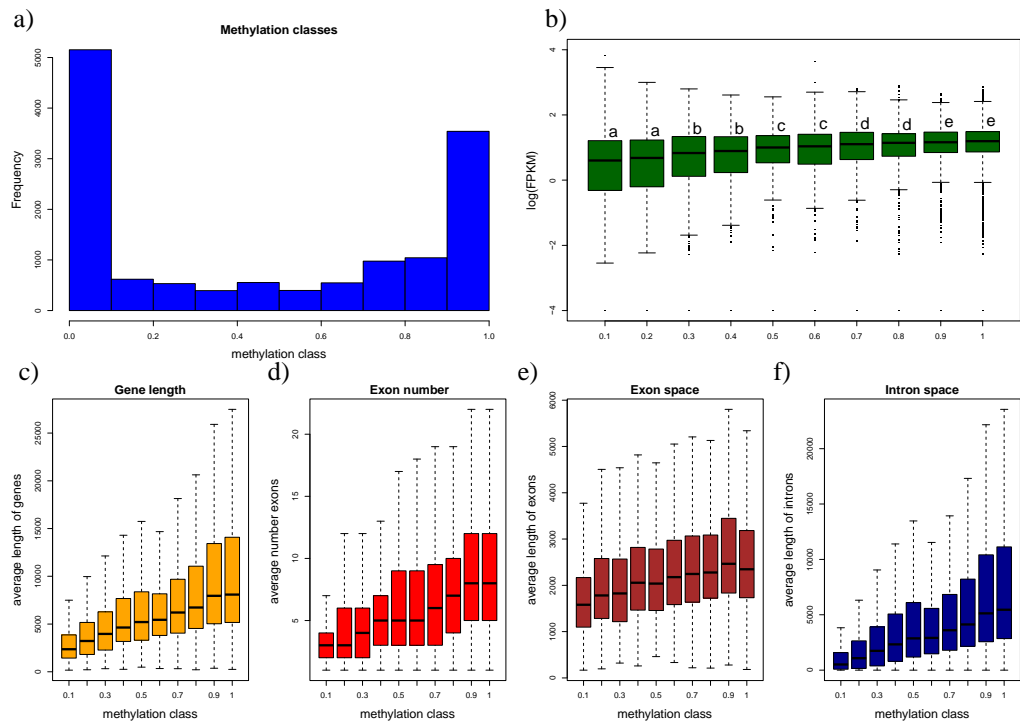 a)
Methylation classes
Frequency
0 1000 2000 3000 4000 5000
0.0 0.2 0.4 0.6 0.8 1.0
methylation class
b)
log(FPKM)
−4 −2 0 2 4
a a b b c c d d e e
0.1 0.2 0.3 0.4 0.5 0.6 0.7 0.8 0.9 1
c)
Gene length
average length of genes
0 5000 10000 15000 20000 25000
0.1 0.3 0.5 0.7 0.9 1
methylation class
d)
Exon number
average number exons
5 10 15 20
0.1 0.3 0.5 0.7 0.9 1
methylation class
e)
Exon space
average length of exons
0 1000 2000 3000 4000 5000 6000
0.1 0.3 0.5 0.7 0.9 1
methylation class
f)
Intron space
average length of introns
0 5000 10000 15000 20000
0.1 0.3 0.5 0.7 0.9 1
methylation class